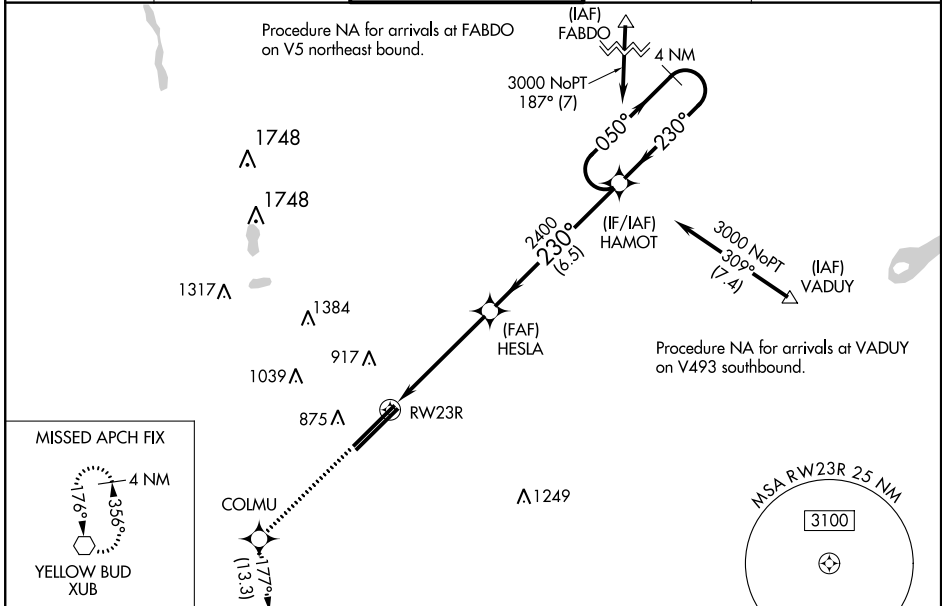 Procedure NA for arrivals at FABDO
on V5 northeast bound.
(IAF)
FABDO
4 NM
3000 NoPT
187° (7)
050°
230°
1748
1748
(IF/IAF)
HAMOT
2400
230°
(6.5)
3000 NoPT
309°
(7.4)
(IAF)
VADUY
1317
1384
(FAF)
HESLA
917
1039
Procedure NA for arrivals at VADUY
on V493 southbound.
875
RW23R
MISSED APCH FIX
4 NM
176°
356°
YELLOW BUD
XUB
COLMU
177°
(13.3)
1249
MSA RW23R 25 NM
3100